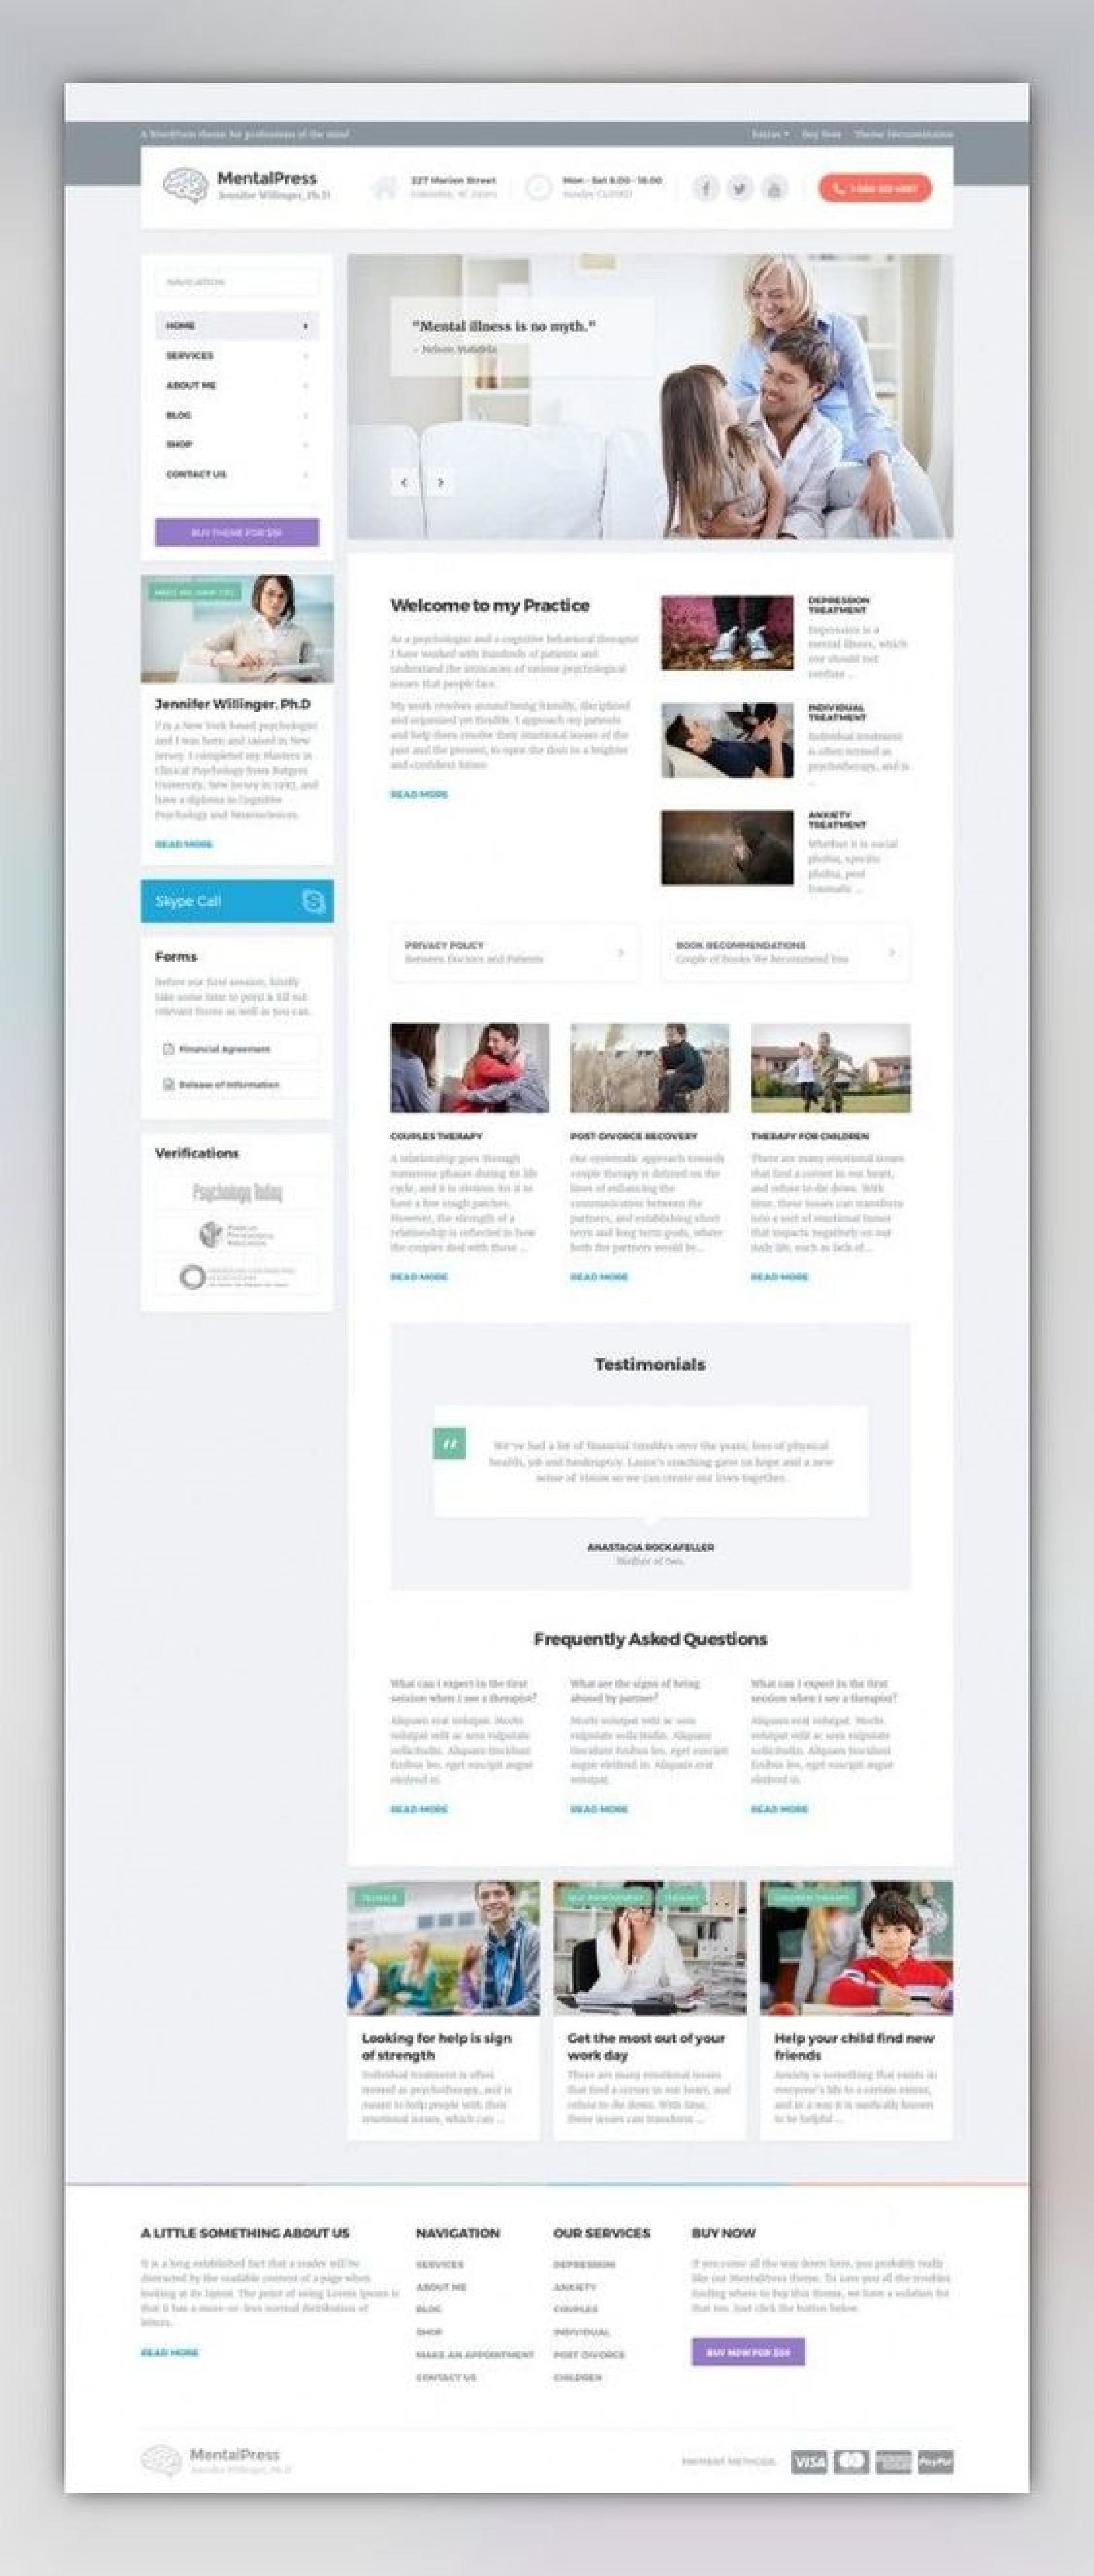 A WordPress theme for professions of the mind
Buy Now
Theme Documentation
MentalPress
Jennifer Willinger, Ph.D
227 Marion Street
Mon - Sat 8.00 - 18.00
Sunday CLOSED
NAVIGATION
HOME
SERVICES
ABOUT ME
BLOG
SHOP
CONTACT US
BUY THEME FOR $59
"Mental illness is no myth."
- Nelson Mandela
Jennifer Willinger, Ph.D
I'm a New York based psychologist
and I was born and raised in New
Jersey. I completed my Masters in
Clinical Psychology from Rutgers
University, New Jersey in 1997, and
have a diploma in Cognitive
Psychology and Neurosciences.
READ MORE
Skype Call
Forms
Before our first session, kindly
take some time to print & fill out
relevant forms as well as you can.
Financial Agreement
Release of Information
Verifications
Psychology Today
Welcome to my Practice
As a psychologist and a cognitive behavioral therapist
I have worked with hundreds of patients and
understand the intricacies of various psychological
issues that people face.
My work revolves around being friendly, disciplined
and organized yet flexible. I approach my patients
and help them resolve their emotional issues of the
past and the present, to open the door to a brighter
and confident future.
READ MORE
DEPRESSION
TREATMENT
Depression is a
mental illness, which
one should not
confuse ...
INDIVIDUAL
TREATMENT
Individual treatment
is often termed as
psychotherapy, and is
...
ANXIETY
TREATMENT
Whether it is social
phobia, specific
phobia, post
traumatic ...
PRIVACY POLICY
Between Doctors and Patients
BOOK RECOMMENDATIONS
Couple of Books We Recommend You
COUPLES THERAPY
A relationship goes through
numerous phases during its life
cycle, and it is obvious for it to
have a few rough patches.
However, the strength of a
relationship is reflected in how
the couples deal with those ...
READ MORE
POST DIVORCE RECOVERY
Our systematic approach towards
couple therapy is defined on the
lines of enhancing the
communication between the
partners, and establishing short
term and long term goals, where
both the partners would be...
READ MORE
THERAPY FOR CHILDREN
There are many emotional issues
that find a corner in our heart,
and refuse to die down. With
time, these issues can transform
into a sort of emotional tumor
that impacts negatively on our
daily life, such as lack of...
READ MORE
Testimonials
We've had a lot of financial troubles over the years, loss of physical
health, job and bankruptcy. Laura's coaching gave us hope and a new
sense of vision so we can create our lives together.
ANASTACIA ROCKAFELLER
Mother of two
Frequently Asked Questions
What can I expect in the first
session when I see a therapist?
Aliquam erat volutpat. Morbi
volutpat velit ac sem vulputate
sollicitudin. Aliquam tincidunt
finibus leo, eget suscipit augue
eleifend in.
READ MORE
What are the signs of being
abused by partner?
Morbi volutpat velit ac sem
vulputate sollicitudin. Aliquam
tincidunt finibus leo, eget suscipit
augue eleifend in. Aliquam erat
volutpat.
READ MORE
What can I expect in the first
session when I see a therapist?
Aliquam erat volutpat. Morbi
volutpat velit ac sem vulputate
sollicitudin. Aliquam tincidunt
finibus leo, eget suscipit augue
eleifend in.
READ MORE
Looking for help is sign
of strength
Individual treatment is often
termed as psychotherapy, and is
meant to help people with their
emotional issues, which can ...
SELF IMPROVEMENT
THERAPY
Get the most out of your
work day
There are many emotional issues
that find a corner in our heart, and
refuse to die down. With time,
these issues can transform ...
CHILDREN THERAPY
Help your child find new
friends
Anxiety is something that exists in
everyone's life to a certain extent,
and in a way it is medically known
to be helpful ...
A LITTLE SOMETHING ABOUT US
It is a long established fact that a reader will be
distracted by the readable content of a page when
looking at its layout. The point of using Lorem Ipsum is
that it has a more-or-less normal distribution of
letters.
READ MORE
NAVIGATION
SERVICES
ABOUT ME
BLOG
SHOP
MAKE AN APPOINTMENT
CONTACT US
OUR SERVICES
DEPRESSION
ANXIETY
COUPLES
INDIVIDUAL
POST DIVORCE
CHILDREN
BUY NOW
If you come all the way down here, you probably really
like our MentalPress theme. To save you all the troubles
finding where to buy this theme, we have a solution for
that too. Just click the button below.
BUY NOW FOR $59
MentalPress
Jennifer Willinger, Ph.D
PAYMENT METHODS:
VISA
PayPal